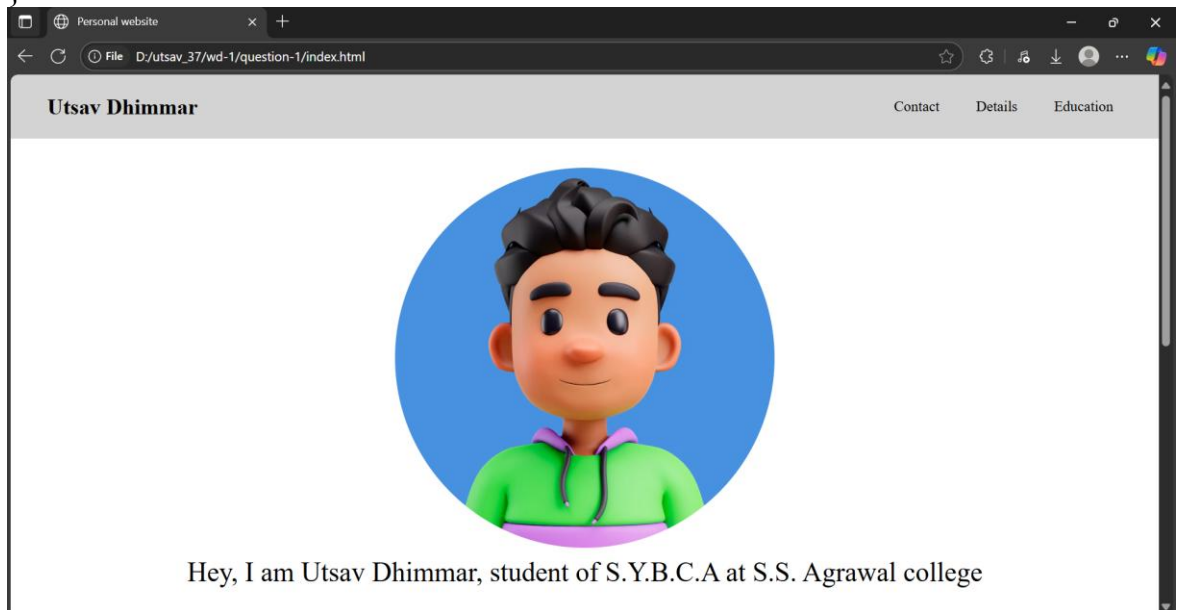 Personal website
File D:/utsav_37/wd-1/question-1/index.html
Utsav Dhimmar
Contact Details Education
Hey, I am Utsav Dhimmar, student of S.Y.B.C.A at S.S. Agrawal college